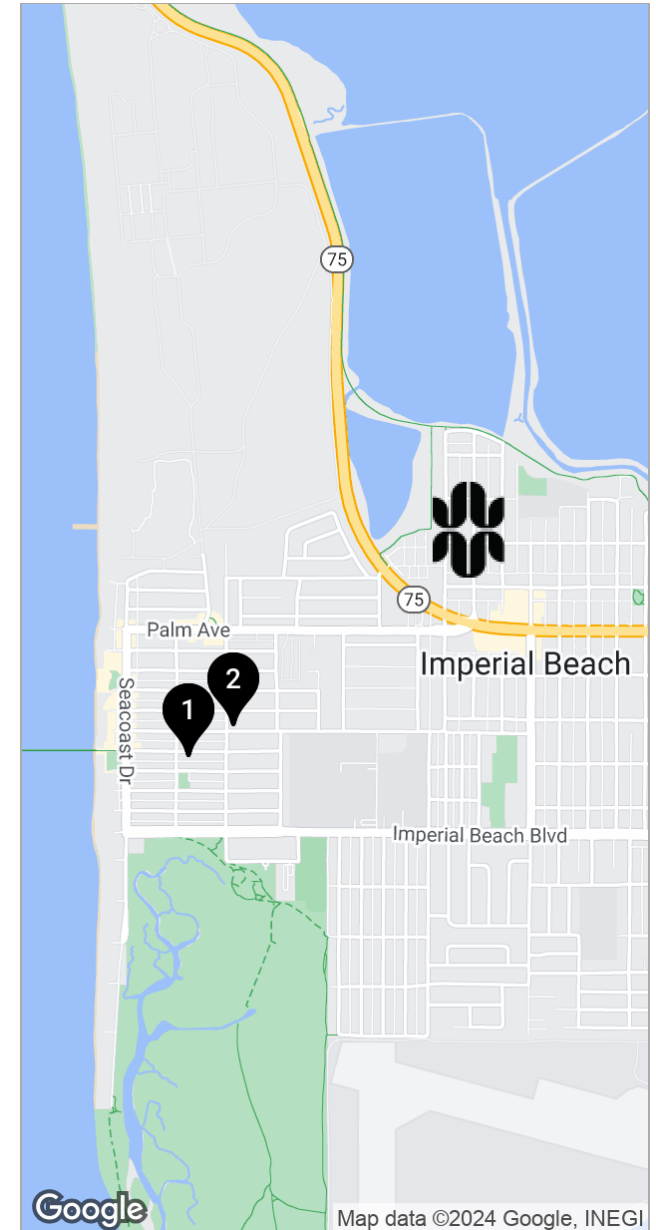 75
75
Palm Ave
Imperial Beach
2
1
Seacoast Dr
Imperial Beach Blvd
Google
Map data ©2024 Google, INEGI